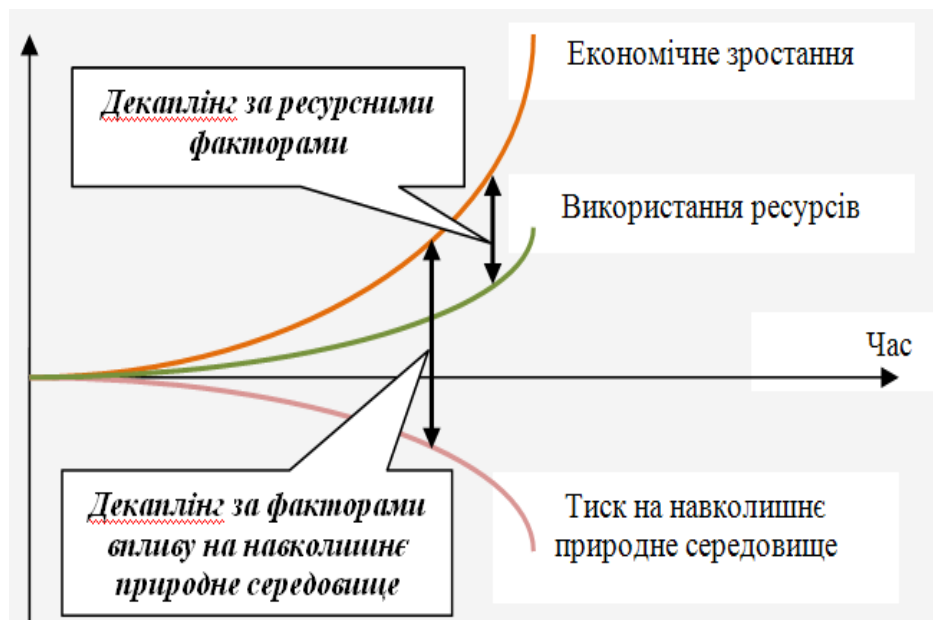 Економічне зростання
Декаплінг за ресурсними
факторами
Використання ресурсів
Час
Декаплінг за факторами
впливу на навколишнє
природне середовище
Тиск на навколишнє
природне середовище